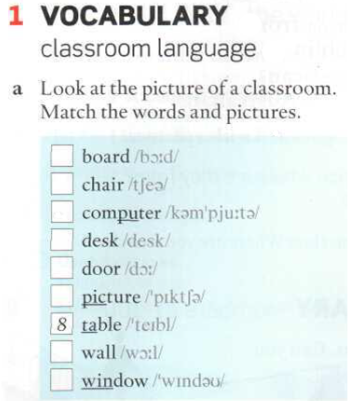 1 VOCABULARY
classroom language
a Look at the picture of a classroom.
Match the words and pictures.
board /bɔːd/
chair /tʃeə/
computer /kəmˈpjuːtə/
desk /desk/
door /dɔː/
picture /ˈpɪktʃə/
8 table /ˈteɪbl/
wall /wɔːl/
window /ˈwɪndəʊ/